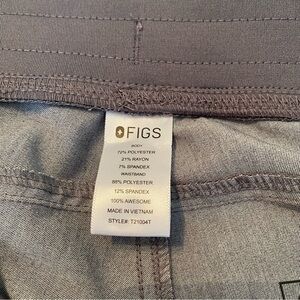 FIGS
BODY
72% POLYESTER
21% RAYON
7% SPANDEX
WAISTBAND
88% POLYESTER
12% SPANDEX
100% AWESOME
MADE IN VIETNAM
STYLE#: T21004T